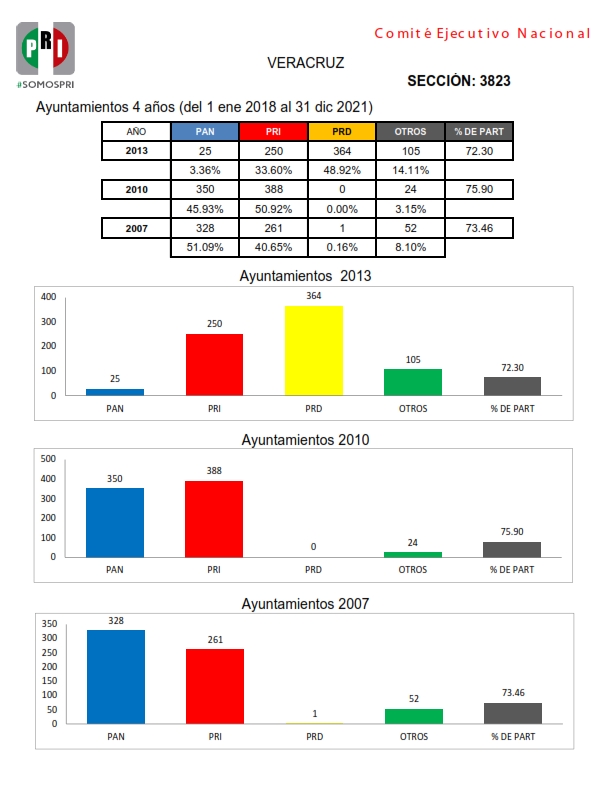 Comité Ejecutivo Nacional
PRI
#SOMOSPRI
VERACRUZ
SECCIÓN: 3823
Ayuntamientos 4 años (del 1 ene 2018 al 31 dic 2021)
AÑO PAN PRI PRD OTROS % DE PART
2013 25 250 364 105 72.30
3.36% 33.60% 48.92% 14.11%
2010 350 388 0 24 75.90
45.93% 50.92% 0.00% 3.15%
2007 328 261 1 52 73.46
51.09% 40.65% 0.16% 8.10%
Ayuntamientos 2013
400
300
200
100
0
25 250 364 105 72.30
PAN PRI PRD OTROS % DE PART
Ayuntamientos 2010
500
400
300
200
100
0
350 388 0 24 75.90
PAN PRI PRD OTROS % DE PART
Ayuntamientos 2007
350
300
250
200
150
100
50
0
328 261 1 52 73.46
PAN PRI PRD OTROS % DE PART